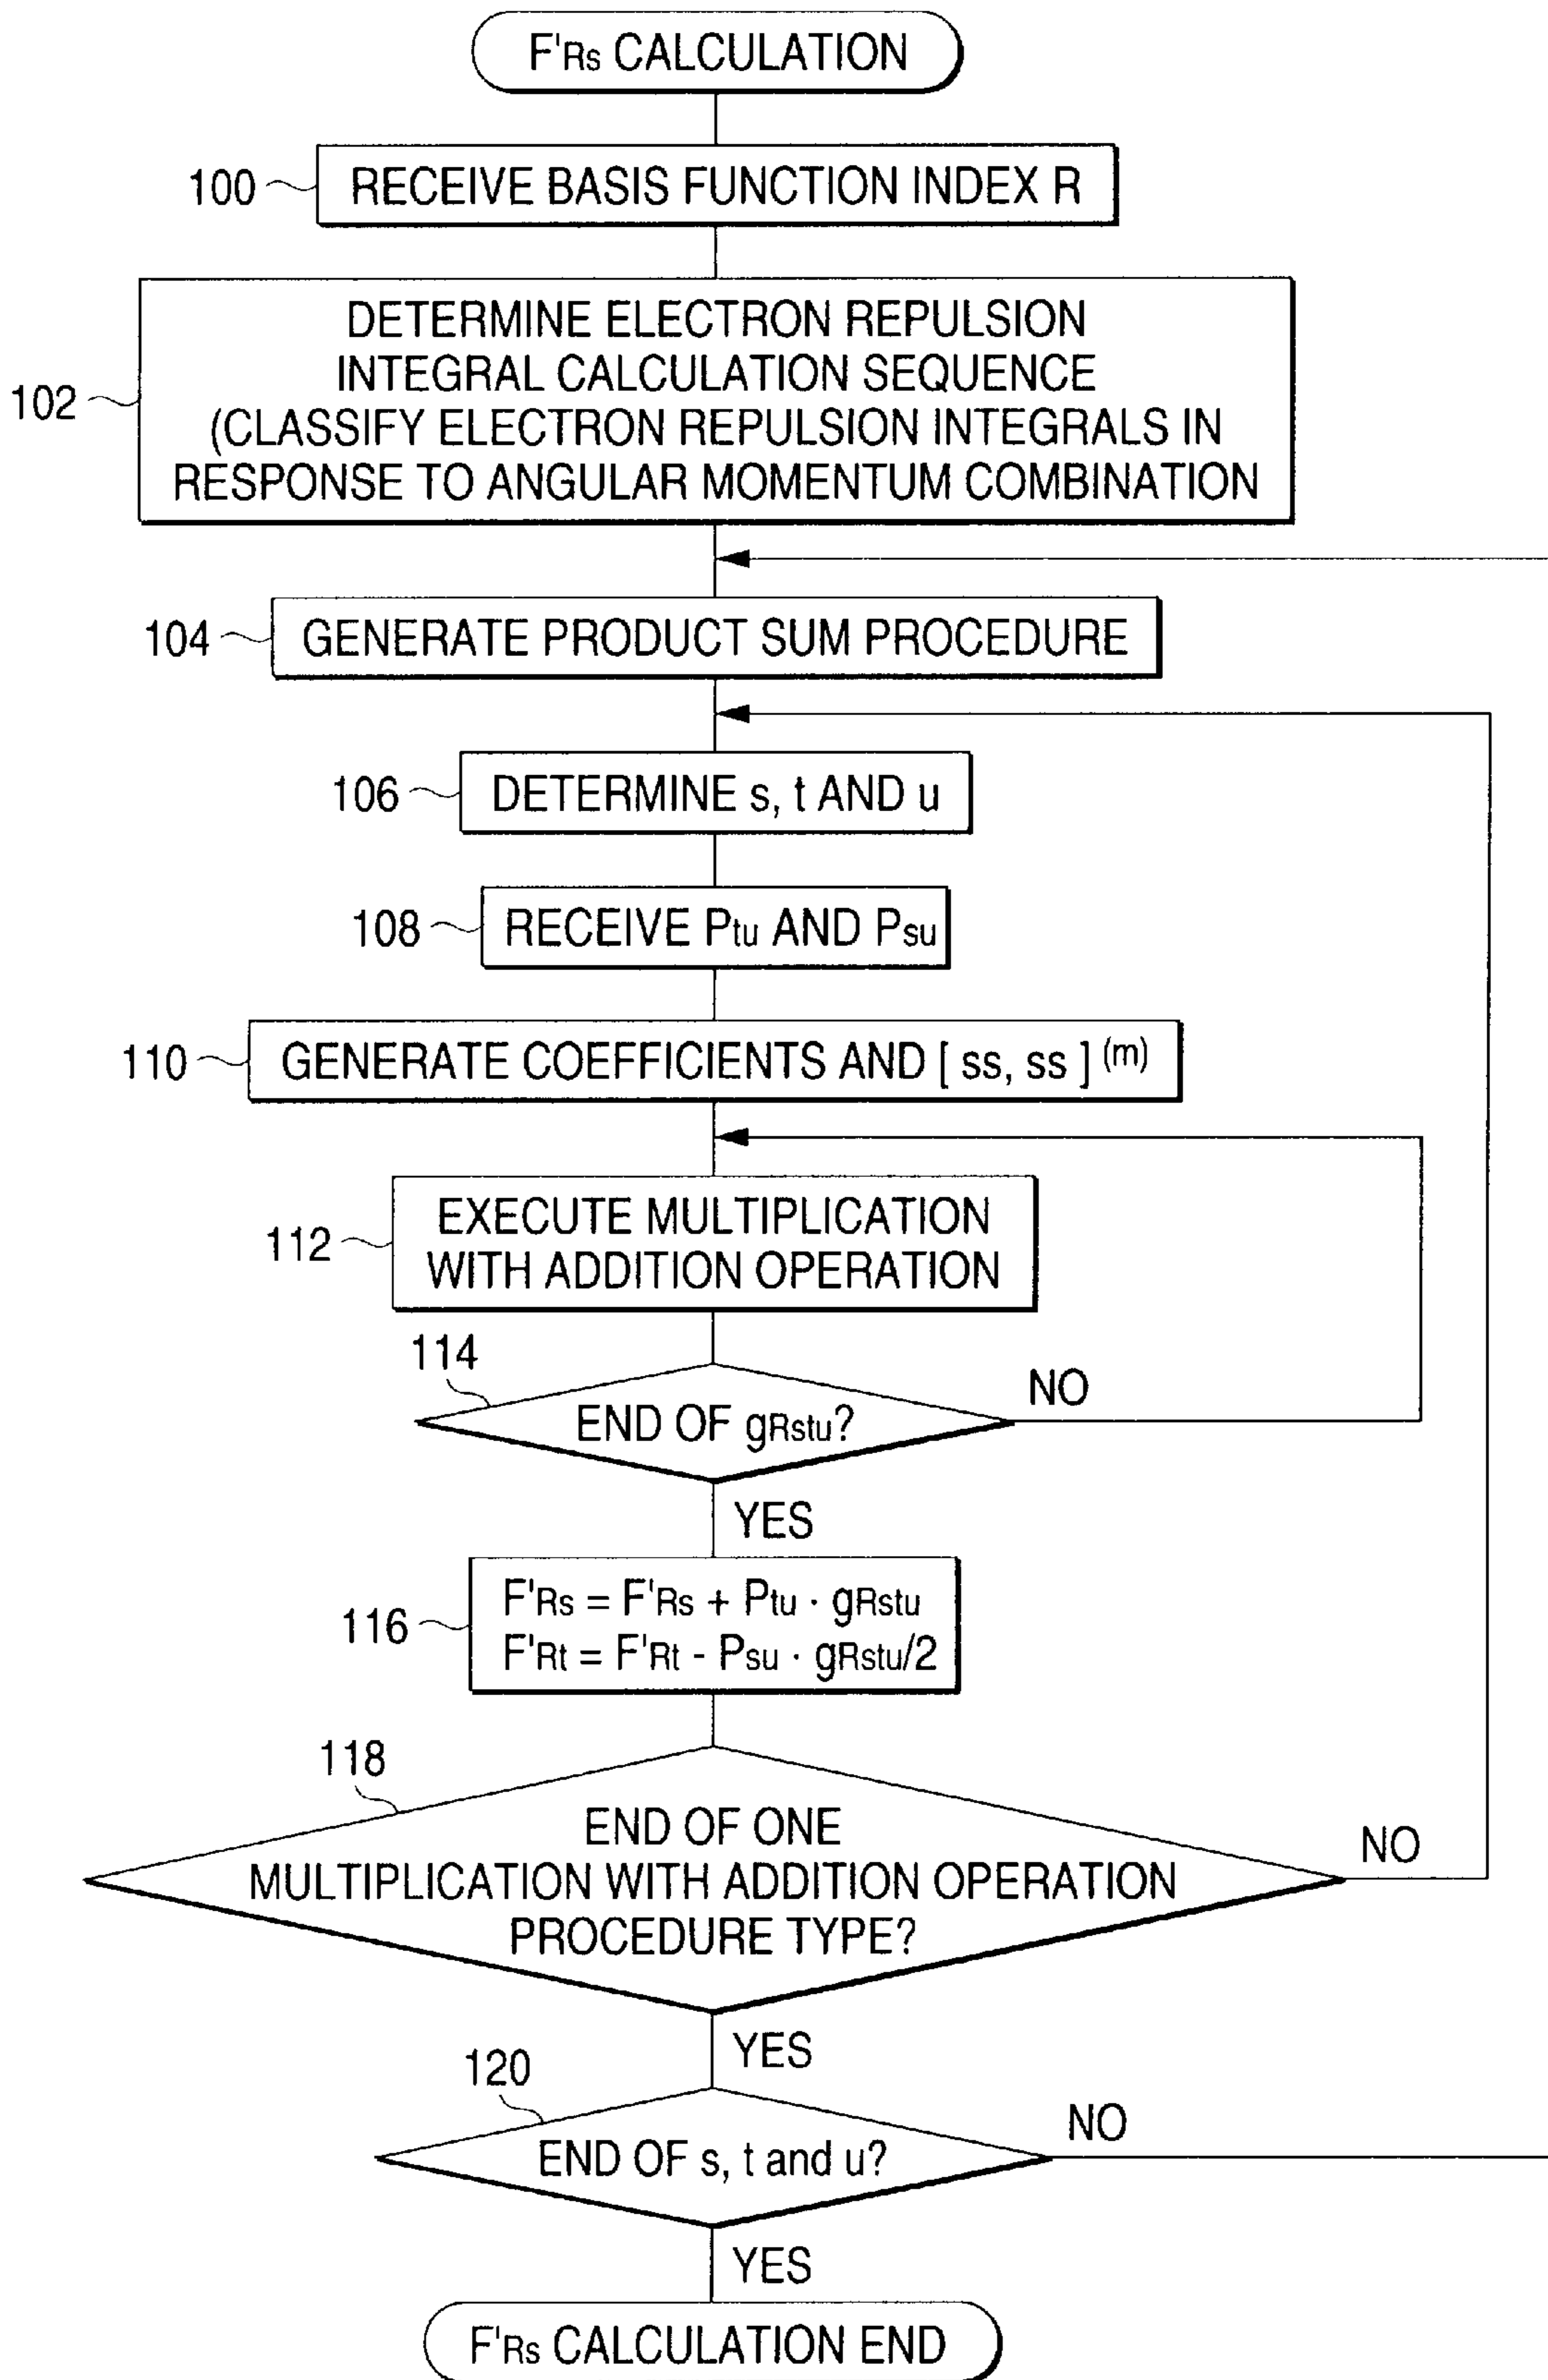 F'Rs CALCULATION
100
RECEIVE BASIS FUNCTION INDEX R
102
DETERMINE ELECTRON REPULSION
INTEGRAL CALCULATION SEQUENCE
(CLASSIFY ELECTRON REPULSION INTEGRALS IN
RESPONSE TO ANGULAR MOMENTUM COMBINATION
104
GENERATE PRODUCT SUM PROCEDURE
106
DETERMINE s, t AND u
108
RECEIVE Ptu AND Psu
110
GENERATE COEFFICIENTS AND [ ss, ss ] (m)
112
EXECUTE MULTIPLICATION
WITH ADDITION OPERATION
114
END OF gRstu?
NO
YES
116
F'Rs = F'Rs + Ptu · gRstu
F'Rt = F'Rt - Psu · gRstu/2
118
END OF ONE
MULTIPLICATION WITH ADDITION OPERATION
PROCEDURE TYPE?
NO
YES
120
END OF s, t and u?
NO
YES
F'Rs CALCULATION END